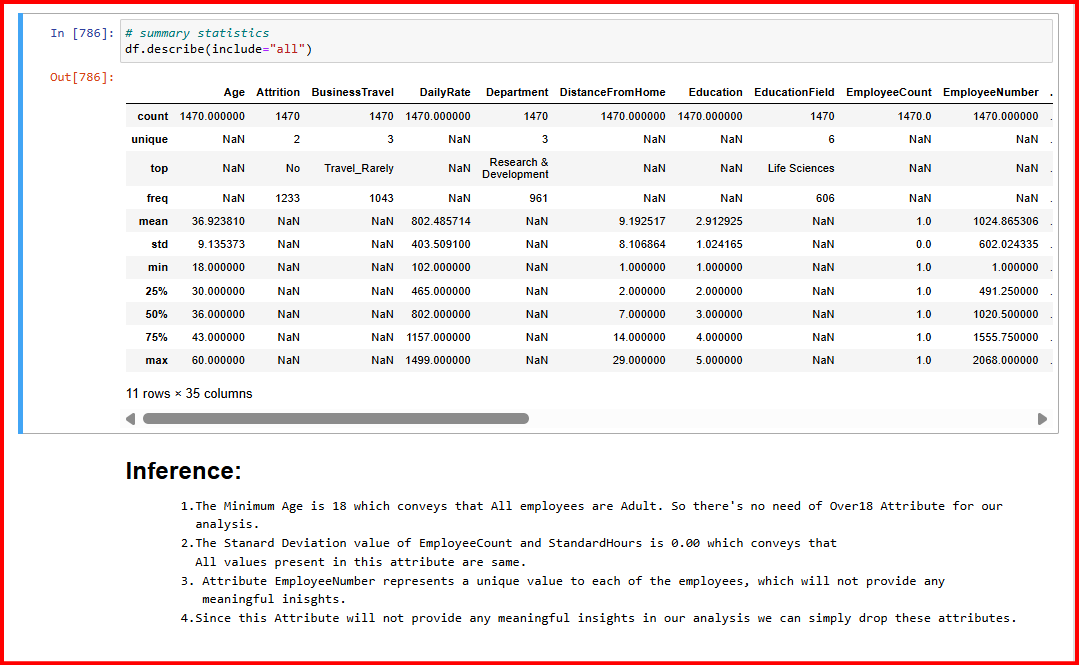 In [786]: # summary statistics
df.describe(include="all")
Out[786]:
Age Attrition BusinessTravel DailyRate Department DistanceFromHome Education EducationField EmployeeCount EmployeeNumber .
count 1470.000000 1470 1470 1470.000000 1470 1470.000000 1470.000000 1470 1470.0 1470.000000 .
unique NaN 2 3 NaN 3 NaN NaN 6 NaN NaN .
top NaN No Travel_Rarely NaN Research & Development NaN NaN Life Sciences NaN NaN .
freq NaN 1233 1043 NaN 961 NaN NaN 606 NaN NaN .
mean 36.923810 NaN NaN 802.485714 NaN 9.192517 2.912925 NaN 1.0 1024.865306 .
std 9.135373 NaN NaN 403.509100 NaN 8.106864 1.024165 NaN 0.0 602.024335 .
min 18.000000 NaN NaN 102.000000 NaN 1.000000 1.000000 NaN 1.0 1.000000 .
25% 30.000000 NaN NaN 465.000000 NaN 2.000000 2.000000 NaN 1.0 491.250000 .
50% 36.000000 NaN NaN 802.000000 NaN 7.000000 3.000000 NaN 1.0 1020.500000 .
75% 43.000000 NaN NaN 1157.000000 NaN 14.000000 4.000000 NaN 1.0 1555.750000 .
max 60.000000 NaN NaN 1499.000000 NaN 29.000000 5.000000 NaN 1.0 2068.000000 .
11 rows × 35 columns
Inference:
1.The Minimum Age is 18 which conveys that All employees are Adult. So there's no need of Over18 Attribute for our
analysis.
2.The Stanard Deviation value of EmployeeCount and StandardHours is 0.00 which conveys that
All values present in this attribute are same.
3. Attribute EmployeeNumber represents a unique value to each of the employees, which will not provide any
meaningful inisghts.
4.Since this Attribute will not provide any meaningful insights in our analysis we can simply drop these attributes.